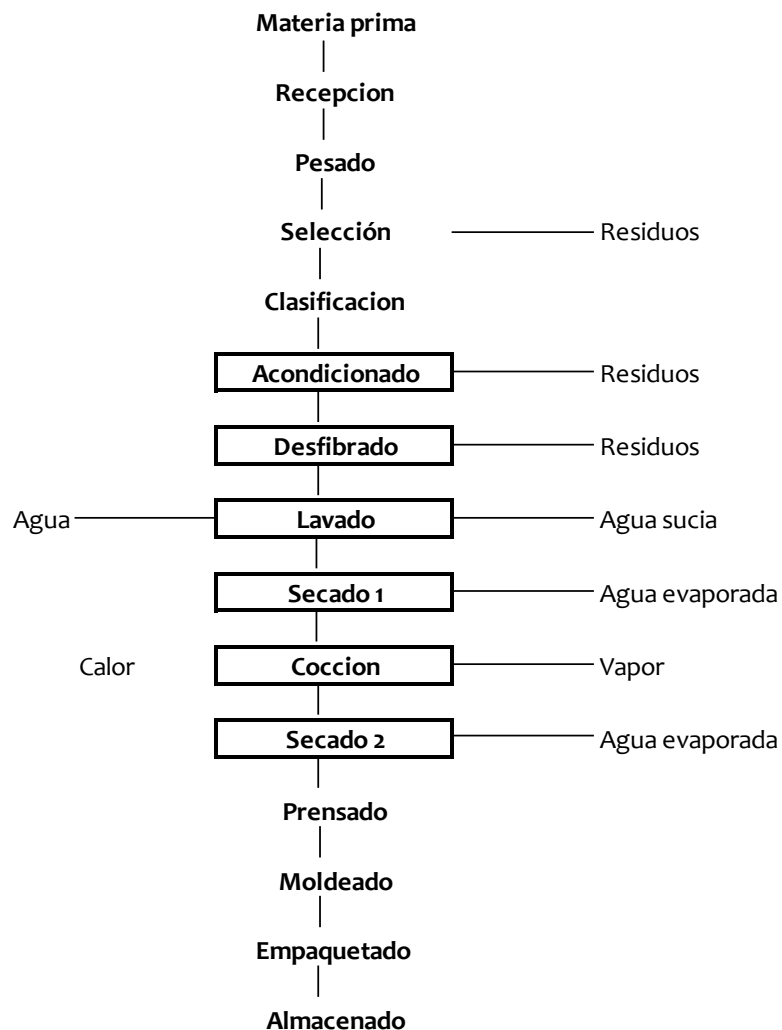 Materia prima
Recepcion
Pesado
Selección Residuos
Clasificacion
Acondicionado Residuos
Desfibrado Residuos
Agua Lavado Agua sucia
Secado 1 Agua evaporada
Calor Coccion Vapor
Secado 2 Agua evaporada
Prensado
Moldeado
Empaquetado
Almacenado